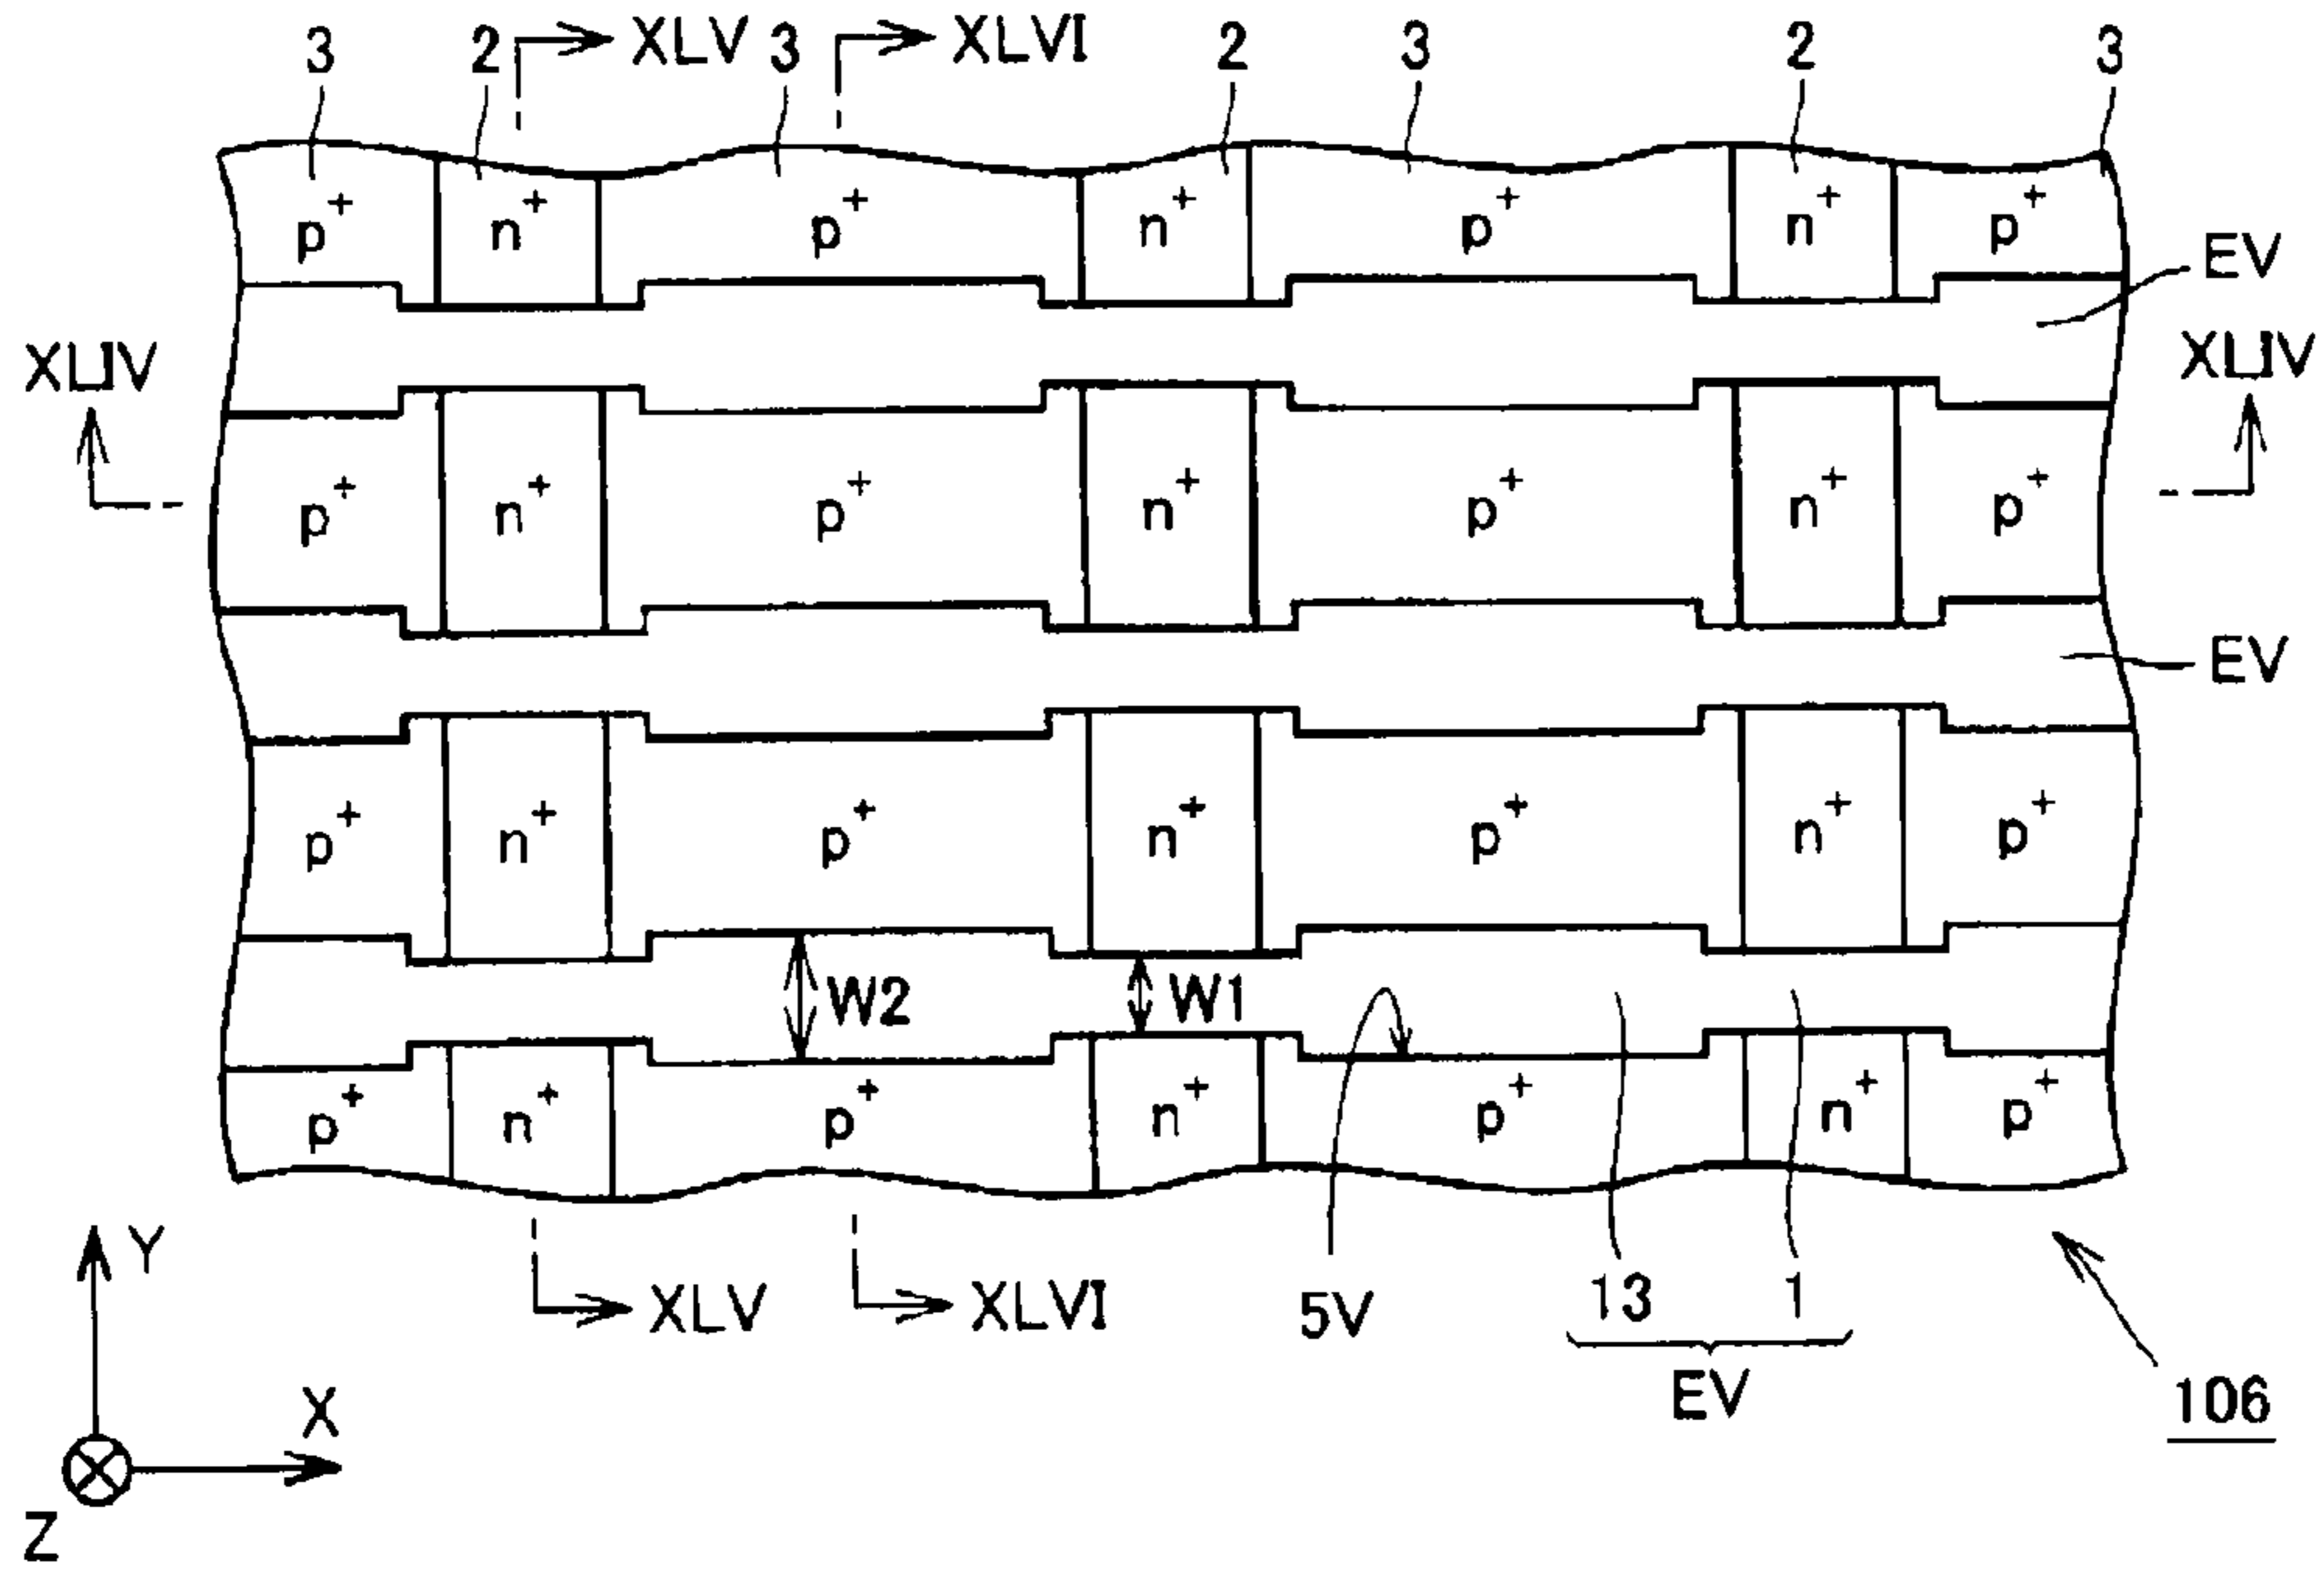 3 2 XLV 3 XLVI 2 3 2 3
p+ n+ p+ n+ p+ n+ p+
EV
XLIV XLIV
p+ n+ p+ n+ p+ n+ p+
EV
p+ n+ p+ n+ p+ n+ p+
W2 W1
p+ n+ p+ n+ p+ n+ p+
Y XLV XLVI 5V 13 1
EV
X 106
Z